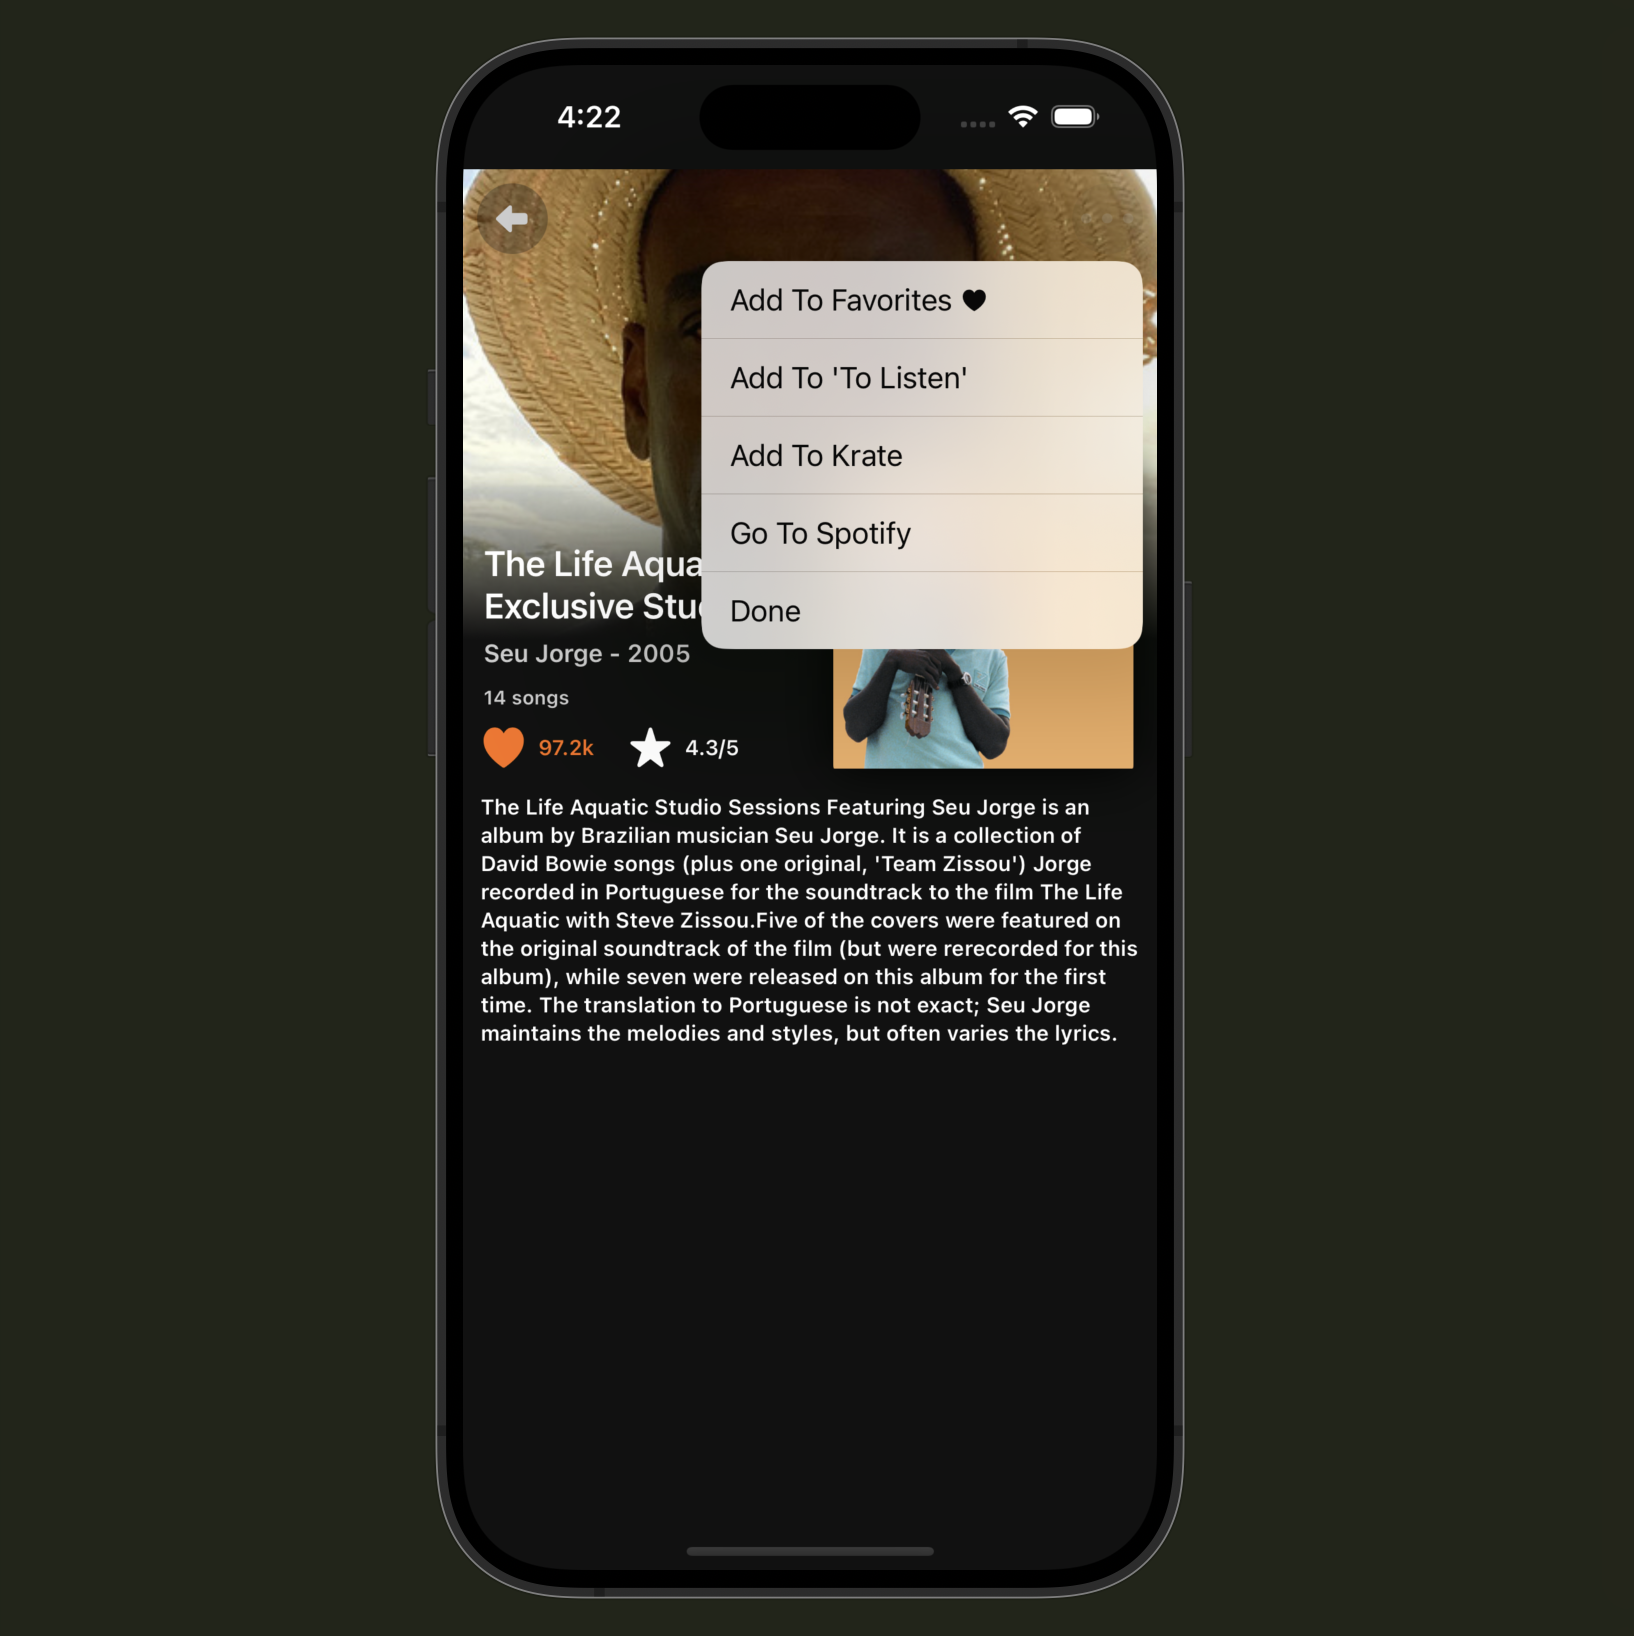 4:22
Add To Favorites
Add To 'To Listen'
Add To Krate
Go To Spotify
Done
The Life
Exclusive
Seu Jorge - 2005
14 songs
97.2k
4.3/5
The Life Aquatic Studio Sessions Featuring Seu Jorge is an
album by Brazilian musician Seu Jorge. It is a collection of
David Bowie songs (plus one original, 'Team Zissou') Jorge
recorded in Portuguese for the soundtrack to the film The Life
Aquatic with Steve Zissou.Five of the covers were featured on
the original soundtrack of the film (but were rerecorded for this
album), while seven were released on this album for the first
time. The translation to Portuguese is not exact; Seu Jorge
maintains the melodies and styles, but often varies the lyrics.